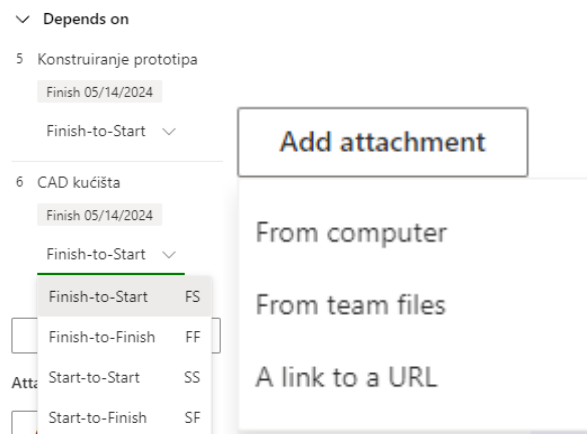 Depends on
5 Konstruiranje prototipa
Finish 05/14/2024
Finish-to-Start
6 CAD kućišta
Finish 05/14/2024
Finish-to-Start
Finish-to-Start FS
Finish-to-Finish FF
Start-to-Start SS
Start-to-Finish SF
Atta
Add attachment
From computer
From team files
A link to a URL